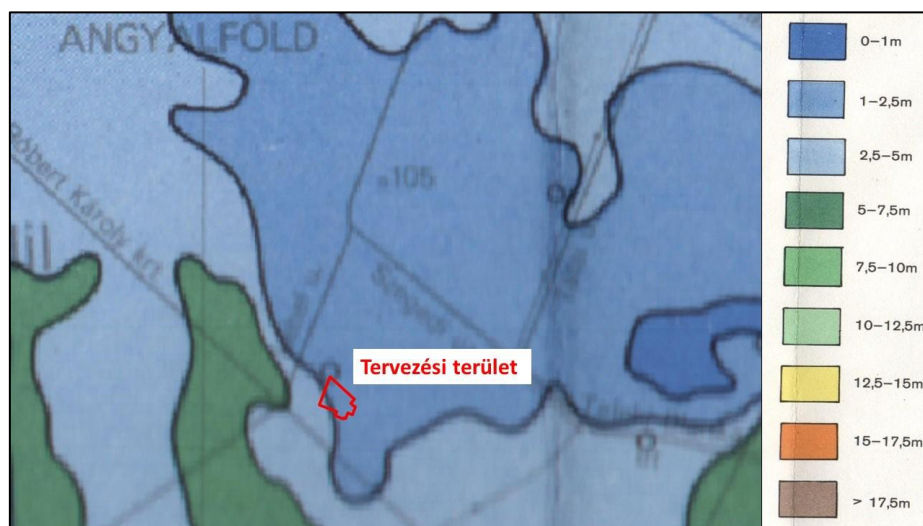 ANGYALFÖLD
Róbert Károly krt.
105
Szegedi
Tervezési terület
0–1m
1–2,5m
2,5–5m
5–7,5m
7,5–10m
10–12,5m
12,5–15m
15–17,5m
> 17,5m